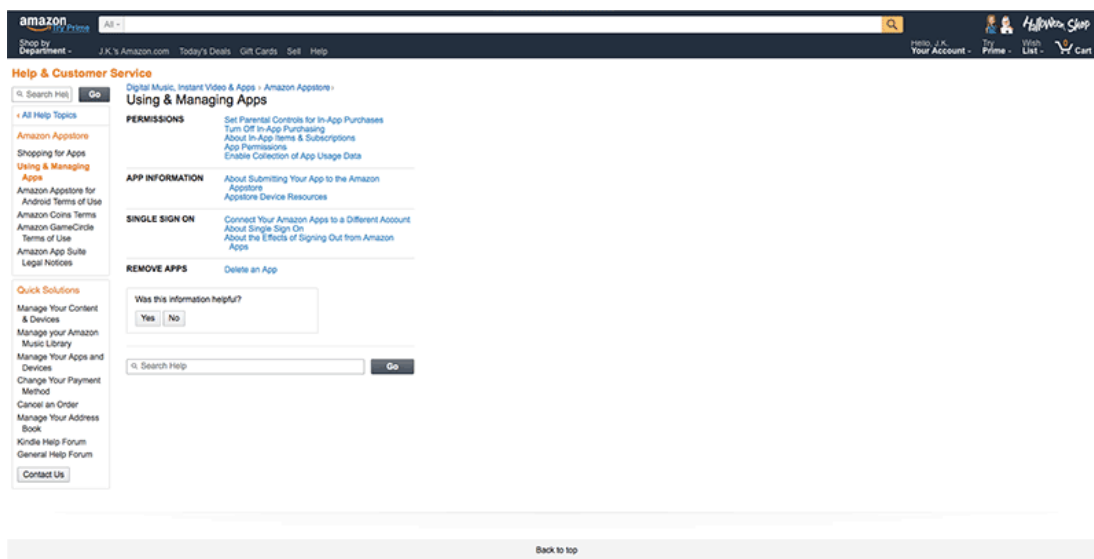 amazon
Try Prime
All
Halloween Shop
Shop by
Department
J.K.'s Amazon.com Today's Deals Gift Cards Sell Help
Hello, J.K.
Your Account
Try
Prime
Wish
List
0
Cart
Help & Customer Service
Search Hel
Go
‹ All Help Topics
Amazon Appstore
Shopping for Apps
Using & Managing
Apps
Amazon Appstore for
Android Terms of Use
Amazon Coins Terms
Amazon GameCircle
Terms of Use
Amazon App Suite
Legal Notices
Quick Solutions
Manage Your Content
& Devices
Manage your Amazon
Music Library
Manage Your Apps and
Devices
Change Your Payment
Method
Cancel an Order
Manage Your Address
Book
Kindle Help Forum
General Help Forum
Contact Us
Digital Music, Instant Video & Apps › Amazon Appstore ›
Using & Managing Apps
PERMISSIONS
Set Parental Controls for In-App Purchases
Turn Off In-App Purchasing
About In-App Items & Subscriptions
App Permissions
Enable Collection of App Usage Data
APP INFORMATION
About Submitting Your App to the Amazon
Appstore
Appstore Device Resources
SINGLE SIGN ON
Connect Your Amazon Apps to a Different Account
About Single Sign On
About the Effects of Signing Out from Amazon
Apps
REMOVE APPS
Delete an App
Was this information helpful?
Yes No
Search Help
Go
Back to top